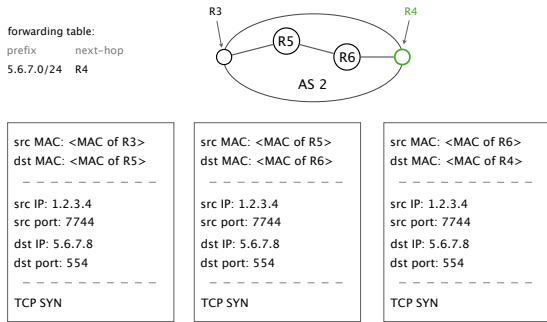 R3
R4
forwarding table:
prefix next-hop
5.6.7.0/24 R4
R5
R6
AS 2
src MAC: <MAC of R3>
dst MAC: <MAC of R5>
src IP: 1.2.3.4
src port: 7744
dst IP: 5.6.7.8
dst port: 554
TCP SYN
src MAC: <MAC of R5>
dst MAC: <MAC of R6>
src IP: 1.2.3.4
src port: 7744
dst IP: 5.6.7.8
dst port: 554
TCP SYN
src MAC: <MAC of R6>
dst MAC: <MAC of R4>
src IP: 1.2.3.4
src port: 7744
dst IP: 5.6.7.8
dst port: 554
TCP SYN